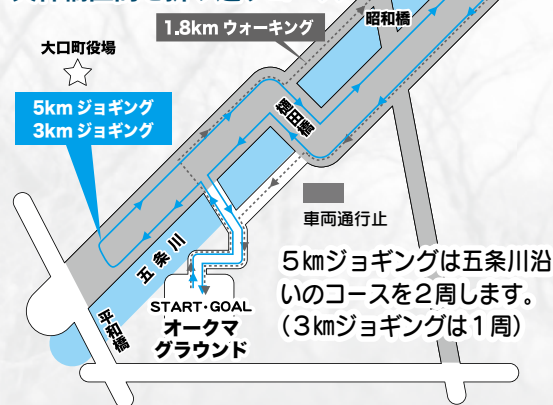 1.8km ウォーキング
昭和橋
大口町役場
5km ジョギング
3km ジョギング
樋田橋
車両通行止
五条川
平和橋
START・GOAL
オークマ
グラウンド
5kmジョギングは五条川沿
いのコースを2周します。
（3kmジョギングは1周）